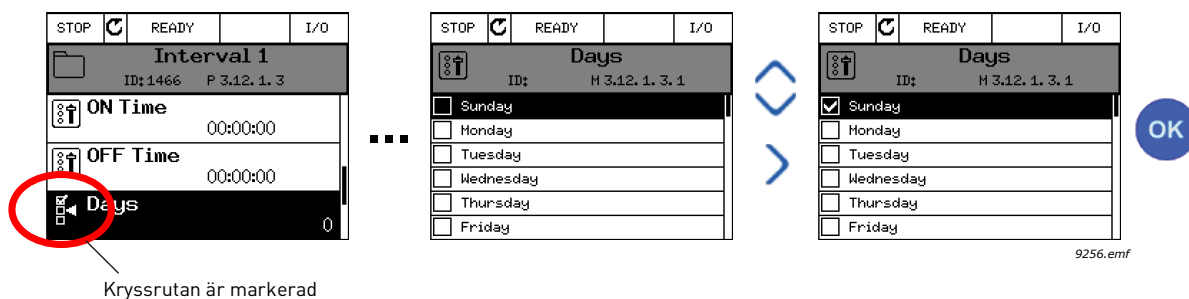 STOP READY I/O
Interval 1
ID: 1466 P 3.12.1.3
ON Time
00:00:00
OFF Time
00:00:00
Days
0
Kryssrutan är markerad
STOP READY I/O
Days
ID: M 3.12.1.3.1
Sunday
Monday
Tuesday
Wednesday
Thursday
Friday
STOP READY I/O
Days
ID: M 3.12.1.3.1
Sunday
Monday
Tuesday
Wednesday
Thursday
Friday
OK
9256.emf